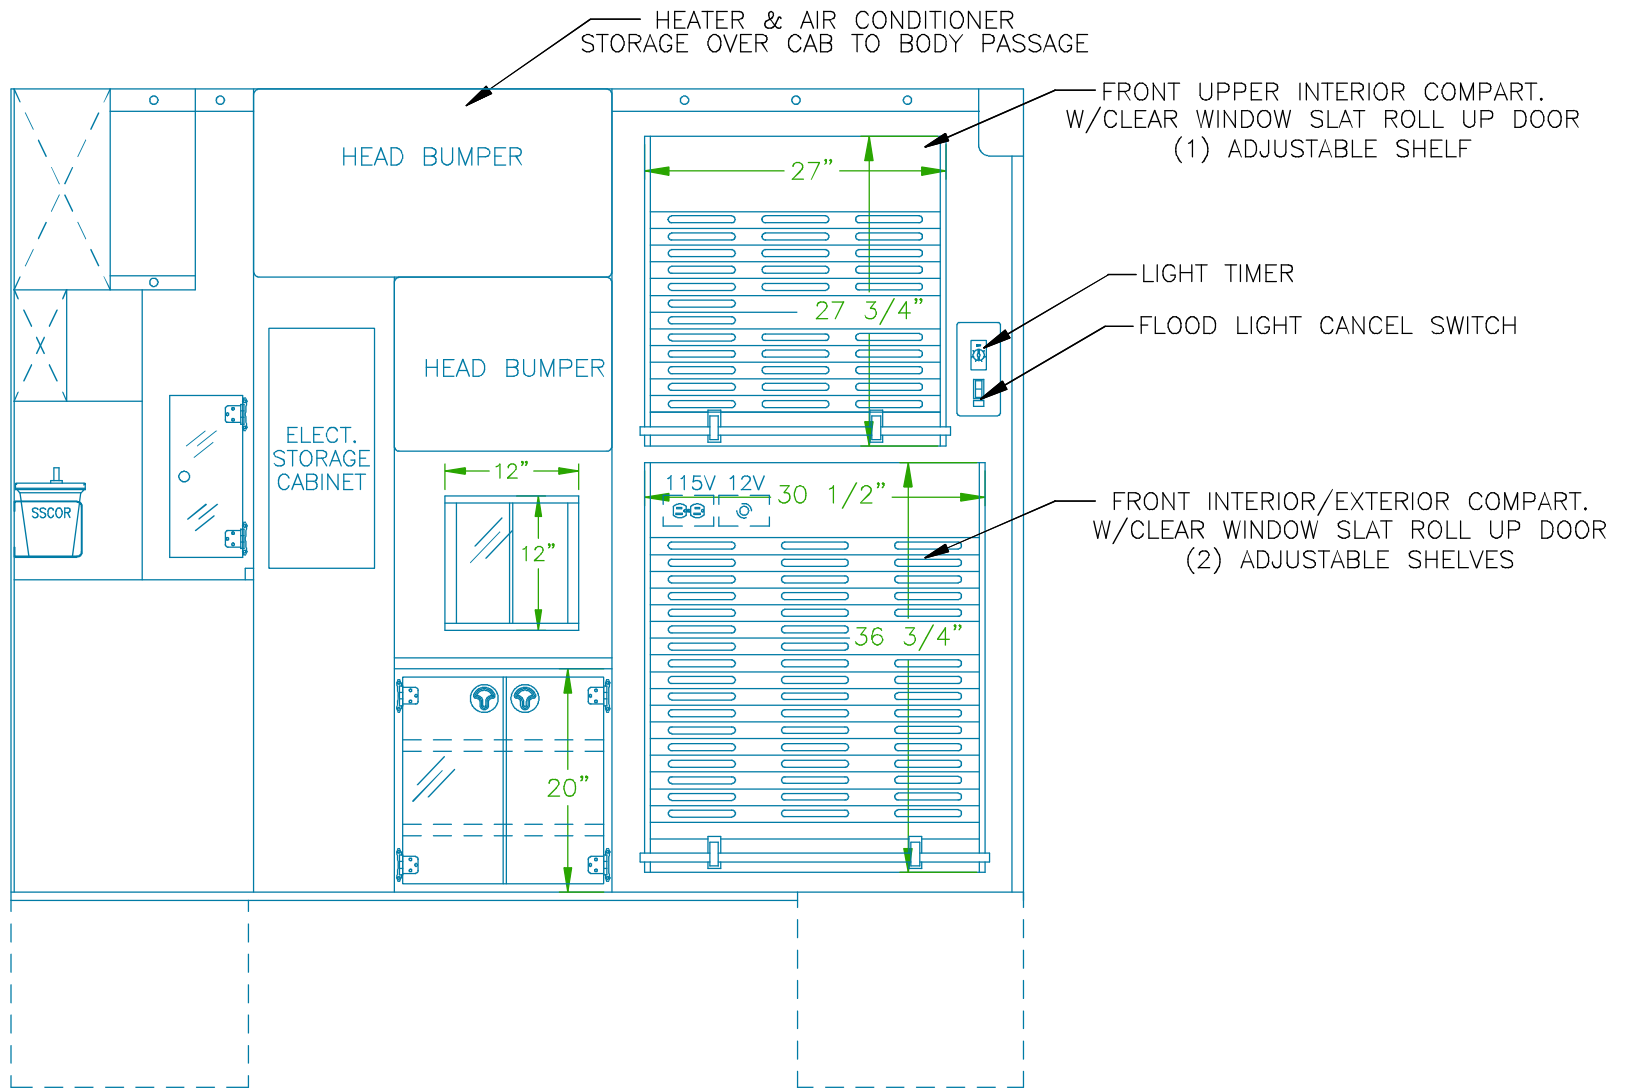 HEATER & AIR CONDITIONER
STORAGE OVER CAB TO BODY PASSAGE
FRONT UPPER INTERIOR COMPART.
W/CLEAR WINDOW SLAT ROLL UP DOOR
(1) ADJUSTABLE SHELF
HEAD BUMPER
27"
LIGHT TIMER
27 3/4"
FLOOD LIGHT CANCEL SWITCH
HEAD BUMPER
ELECT.
STORAGE
CABINET
12"
115V 12V
30 1/2"
FRONT INTERIOR/EXTERIOR COMPART.
W/CLEAR WINDOW SLAT ROLL UP DOOR
(2) ADJUSTABLE SHELVES
SSCOR
12"
36 3/4"
20"